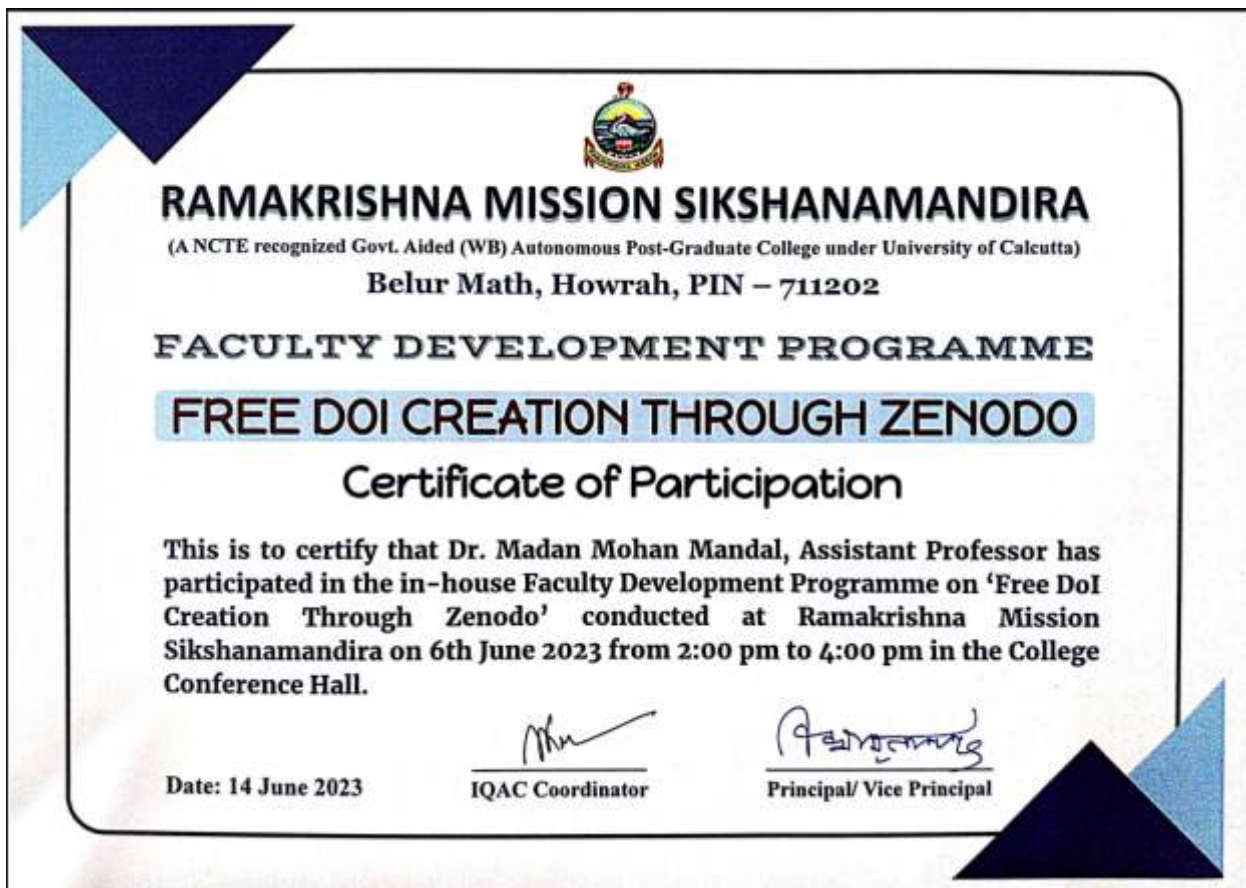 RAMAKRISHNA MISSION SIKSHANAMANDIRA
(A NCTE recognized Govt. Aided (WB) Autonomous Post-Graduate College under University of Calcutta)
Belur Math, Howrah, PIN – 711202
FACULTY DEVELOPMENT PROGRAMME
FREE DOI CREATION THROUGH ZENODO
Certificate of Participation
This is to certify that Dr. Madan Mohan Mandal, Assistant Professor has
participated in the in-house Faculty Development Programme on ‘Free DoI
Creation Through Zenodo’ conducted at Ramakrishna Mission
Sikshanamandira on 6th June 2023 from 2:00 pm to 4:00 pm in the College
Conference Hall.
Date: 14 June 2023
IQAC Coordinator
Principal/ Vice Principal